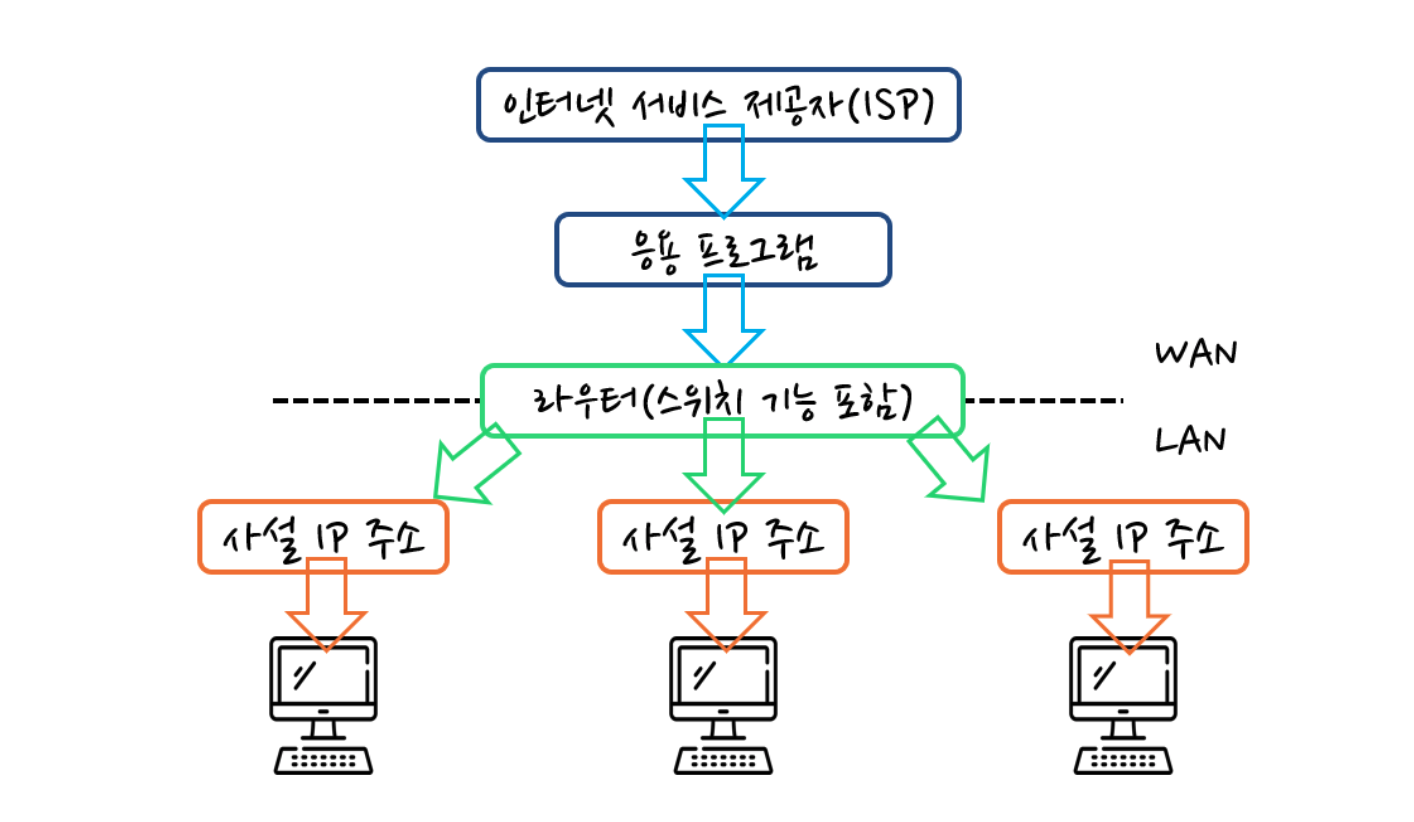 인터넷 서비스 제공자(ISP)
응용 프로그램
WAN
라우터(스위치 기능 포함)
LAN
사설 IP 주소
사설 IP 주소
사설 IP 주소